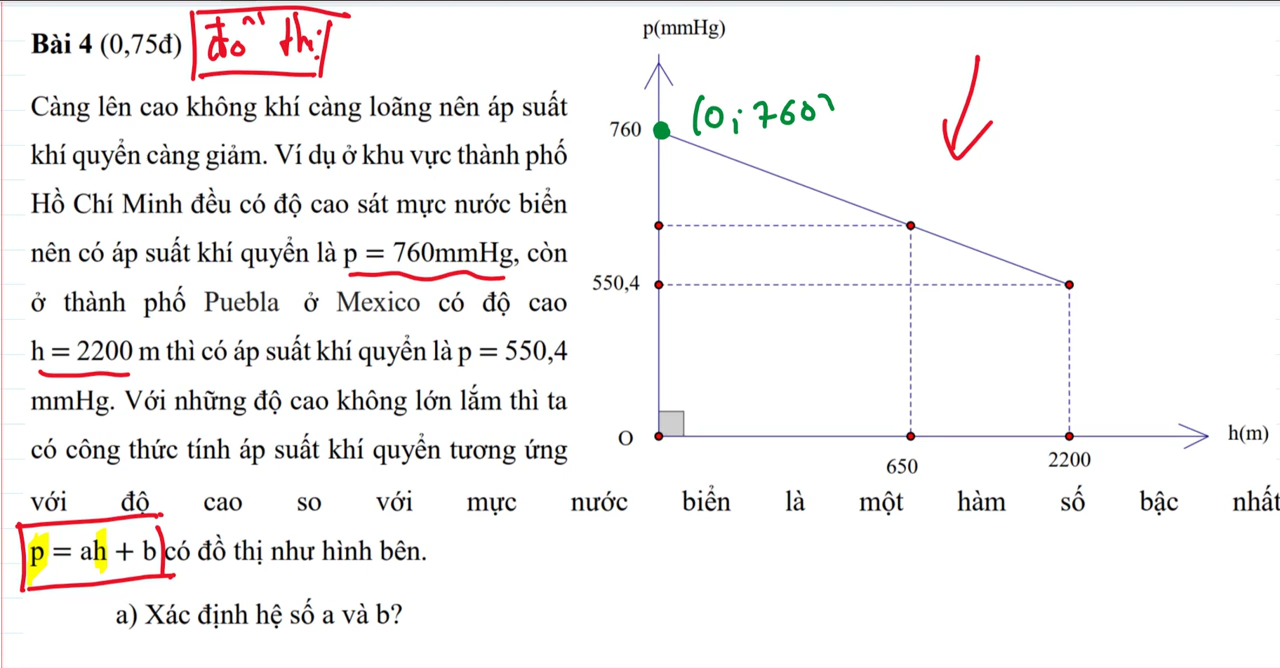 Bài 4 (0,75đ) đồ thị
Càng lên cao không khí càng loãng nên áp suất
khí quyển càng giảm. Ví dụ ở khu vực thành phố
Hồ Chí Minh đều có độ cao sát mực nước biển
nên có áp suất khí quyển là p = 760mmHg, còn
ở thành phố Puebla ở Mexico có độ cao
h = 2200 m thì có áp suất khí quyển là p = 550,4
mmHg. Với những độ cao không lớn lắm thì ta
có công thức tính áp suất khí quyển tương ứng
với độ cao so với mực nước biển là một hàm số bậc nhất
p = ah + b có đồ thị như hình bên.
a) Xác định hệ số a và b?
p(mmHg)
760
(0; 760)
550,4
O
h(m)
650
2200